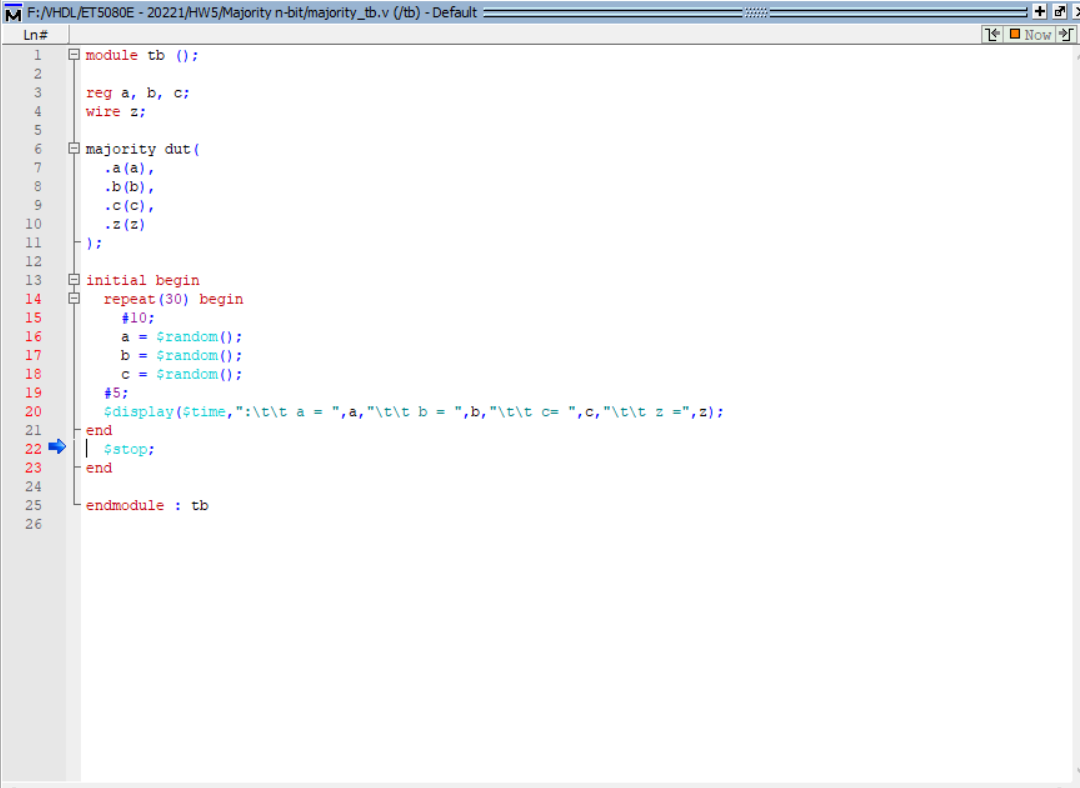 F:/VHDL/ET5080E - 20221/HW5/Majority n-bit/majority_tb.v (/tb) - Default
Ln# Now
1 module tb ();
2
3 reg a, b, c;
4 wire z;
5
6 majority dut(
7 .a(a),
8 .b(b),
9 .c(c),
10 .z(z)
11 );
12
13 initial begin
14 repeat(30) begin
15 #10;
16 a = $random();
17 b = $random();
18 c = $random();
19 #5;
20 $display($time,":\t\t a = ",a,"\t\t b = ",b,"\t\t c= ",c,"\t\t z =",z);
21 end
22 $stop;
23 end
24
25 endmodule : tb
26